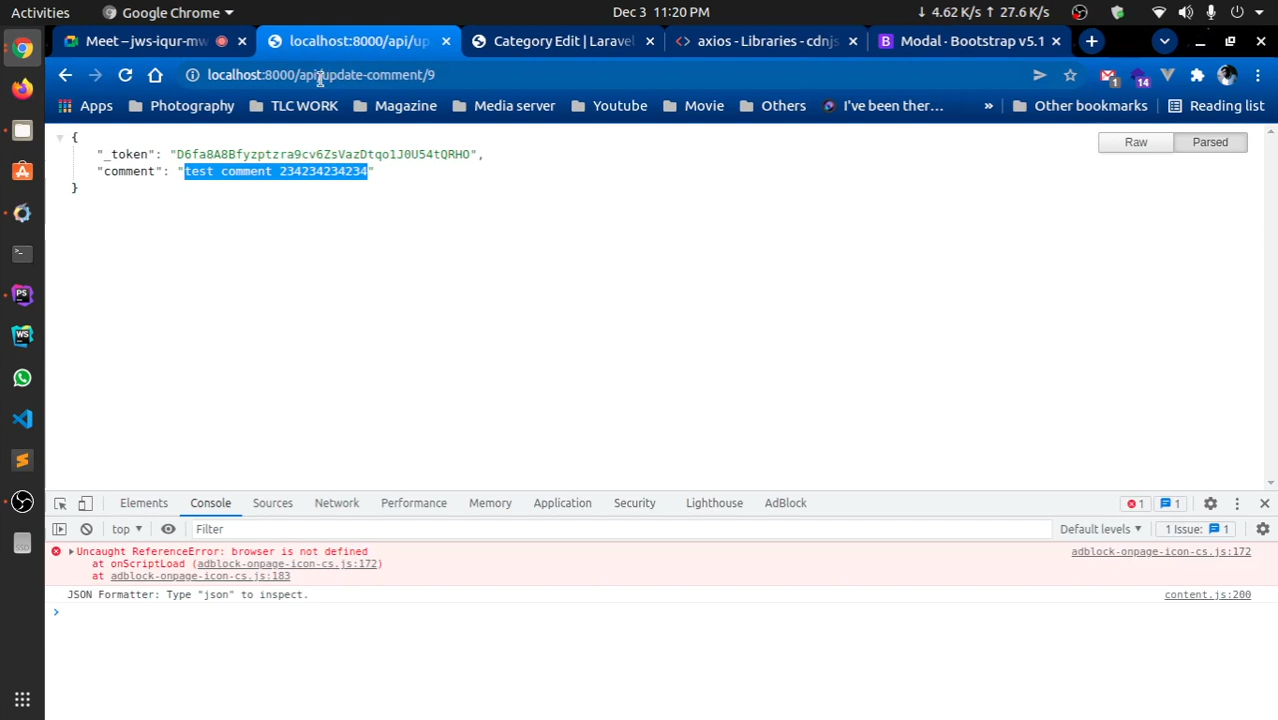 Activities
Google Chrome
Dec 3 11:20 PM
↓ 4.62 K/s ↑ 27.6 K/s
Meet – jws-iqur-mw
localhost:8000/api/up
Category Edit | Laravel
axios - Libraries - cdnjs
Modal · Bootstrap v5.1
localhost:8000/api/update-comment/9
1
14
Apps
Photography
TLC WORK
Magazine
Media server
Youtube
Movie
Others
I've been ther...
»
Other bookmarks
Reading list
{
"_token": "D6fa8A8Bfyzptzra9cv6ZsVazDtqo1J0U54tQRHO",
"comment": "test comment 234234234234"
}
Raw
Parsed
Elements
Console
Sources
Network
Performance
Memory
Application
Security
Lighthouse
AdBlock
1
1
top
Filter
Default levels
1 Issue: 1
Uncaught ReferenceError: browser is not defined
at onScriptLoad (adblock-onpage-icon-cs.js:172)
at adblock-onpage-icon-cs.js:183
adblock-onpage-icon-cs.js:172
JSON Formatter: Type "json" to inspect.
content.js:200
>
PS
WS
SSD